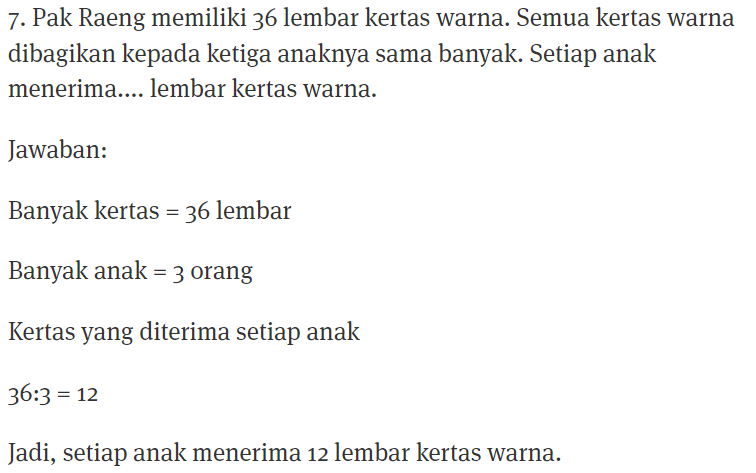 7. Pak Raeng memiliki 36 lembar kertas warna. Semua kertas warna
dibagikan kepada ketiga anaknya sama banyak. Setiap anak
menerima.... lembar kertas warna.
Jawaban:
Banyak kertas = 36 lembar
Banyak anak = 3 orang
Kertas yang diterima setiap anak
36:3 = 12
Jadi, setiap anak menerima 12 lembar kertas warna.